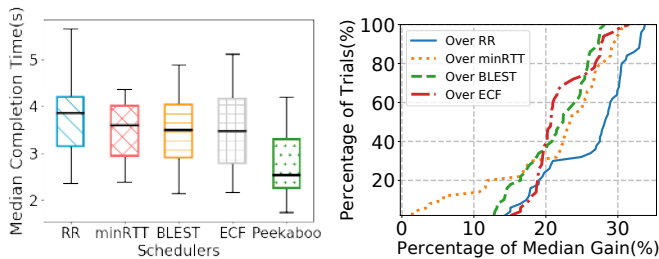 Median Completion Time(s)
5
4
3
2
RR minRTT BLEST ECF Peekaboo
Schedulers
Percentage of Trials(%)
100
80
60
40
20
Over RR
Over minRTT
Over BLEST
Over ECF
0 10 20 30
Percentage of Median Gain(%)